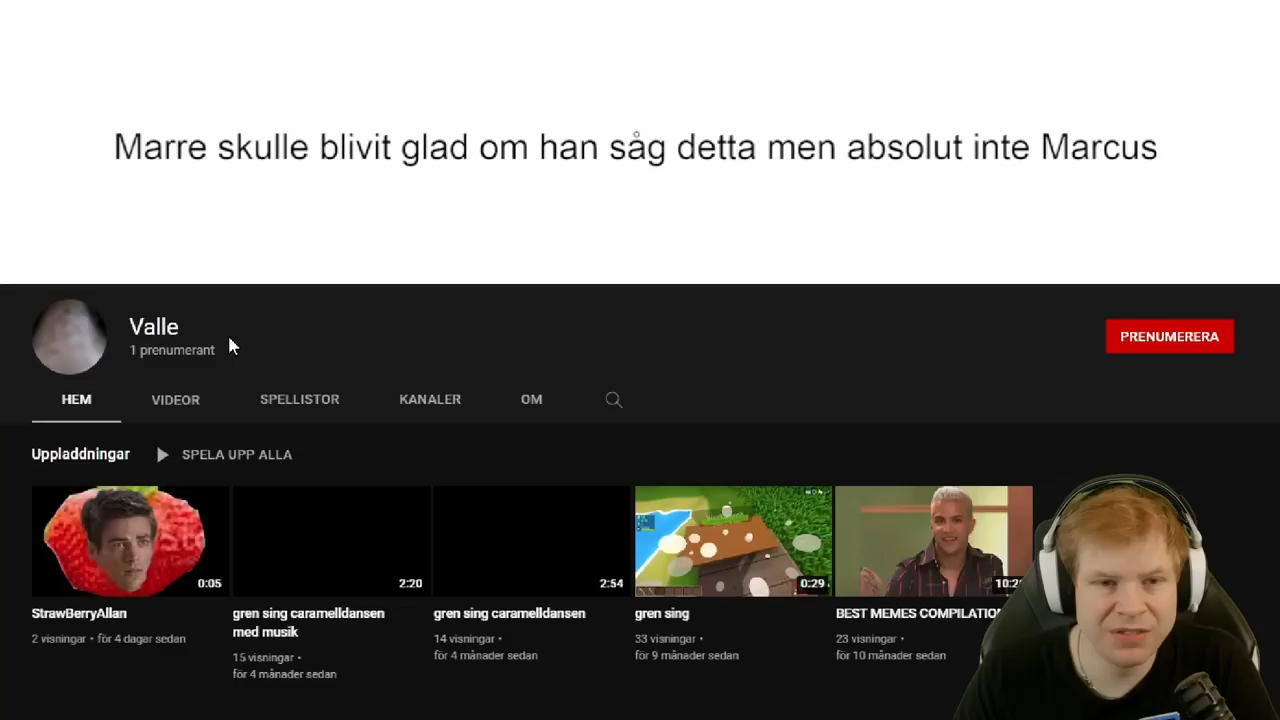 Marre skulle blivit glad om han såg detta men absolut inte Marcus
Valle
1 prenumerant
PRENUMERERA
HEM VIDEOR SPELLISTOR KANALER OM
Uppladdningar SPELA UPP ALLA
0:05
2:20
2:54
0:29
StrawBerryAllan
2 visningar • för 4 dagar sedan
gren sing caramelldansen
med musik
15 visningar •
för 4 månader sedan
gren sing caramelldansen
14 visningar •
för 4 månader sedan
gren sing
33 visningar •
för 9 månader sedan
BEST MEMES
23 visningar •
för 10 månader sedan